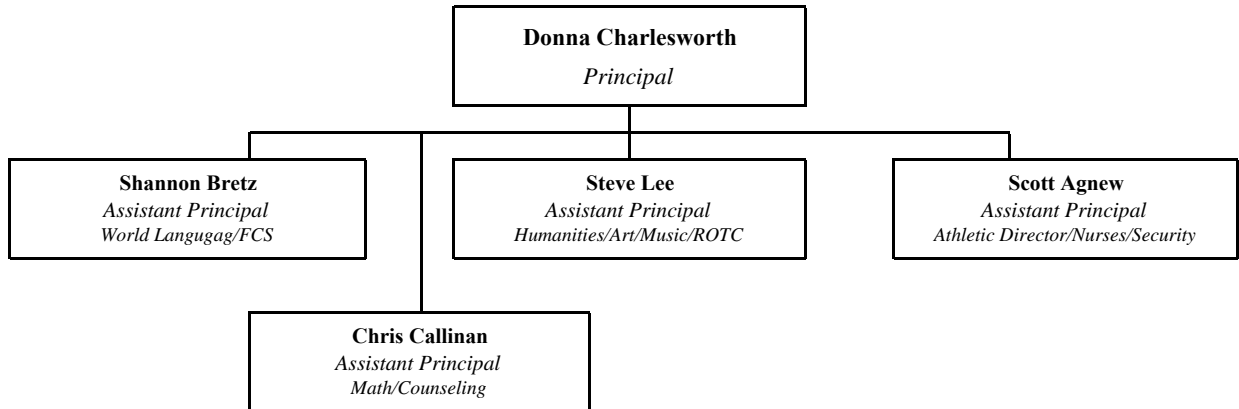 Donna Charlesworth
Principal
Shannon Bretz
Assistant Principal
World Langugag/FCS
Steve Lee
Assistant Principal
Humanities/Art/Music/ROTC
Scott Agnew
Assistant Principal
Athletic Director/Nurses/Security
Chris Callinan
Assistant Principal
Math/Counseling